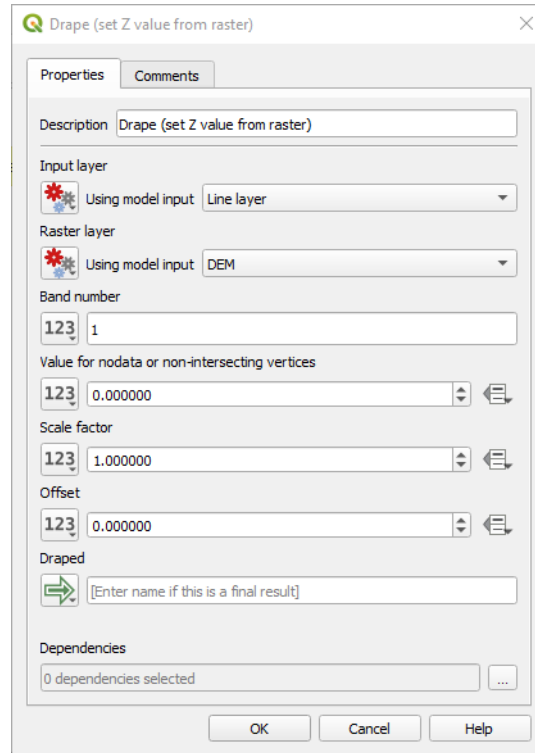 Drape (set Z value from raster)
Properties
Comments
Description Drape (set Z value from raster)
Input layer
Using model input Line layer
Raster layer
Using model input DEM
Band number
123 1
Value for nodata or non-intersecting vertices
123 0.000000
Scale factor
123 1.000000
Offset
123 0.000000
Draped
[Enter name if this is a final result]
Dependencies
0 dependencies selected ...
OK Cancel Help